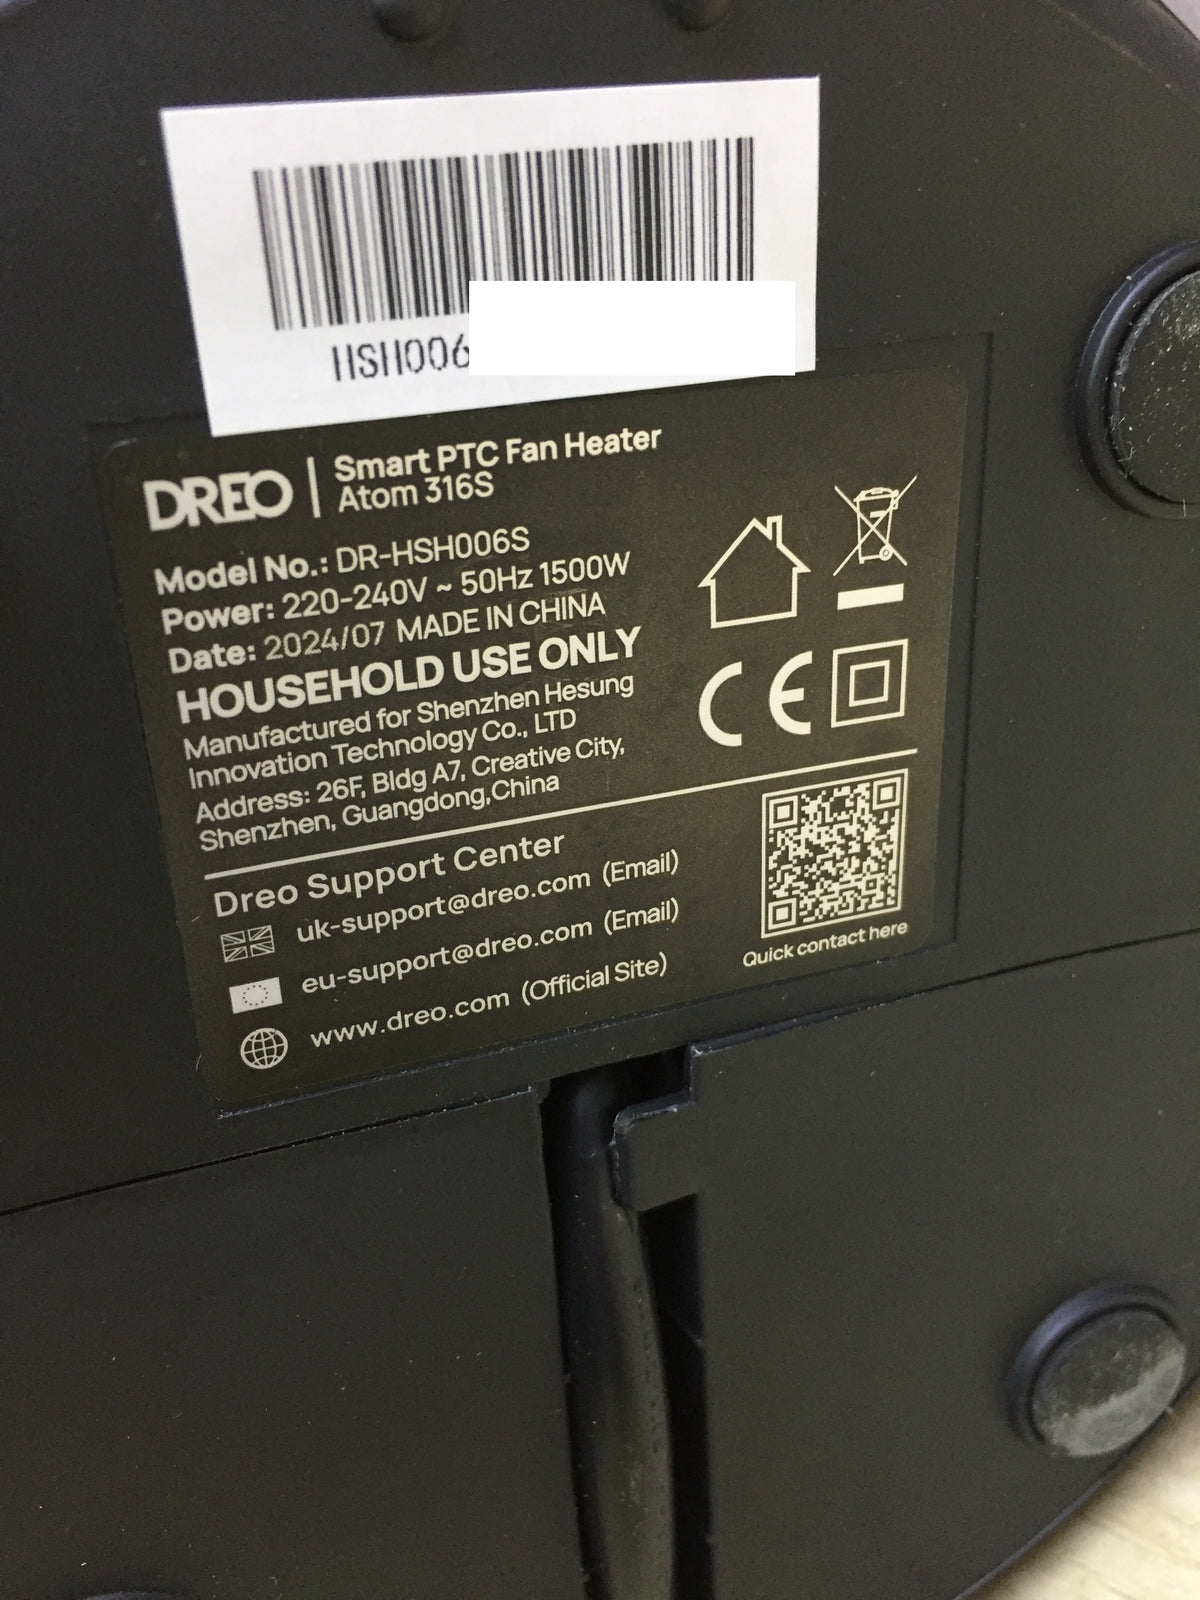 HSH006
DREO | Smart PTC Fan Heater
Atom 316S
Model No.: DR-HSH006S
Power: 220-240V ~ 50Hz 1500W
Date: 2024/07 MADE IN CHINA
HOUSEHOLD USE ONLY
Manufactured for Shenzhen Hesung
Innovation Technology Co., LTD
Address: 26F, Bldg A7, Creative City,
Shenzhen, Guangdong,China
CE
Dreo Support Center
uk-support@dreo.com (Email)
eu-support@dreo.com (Email)
www.dreo.com (Official Site)
Quick contact here